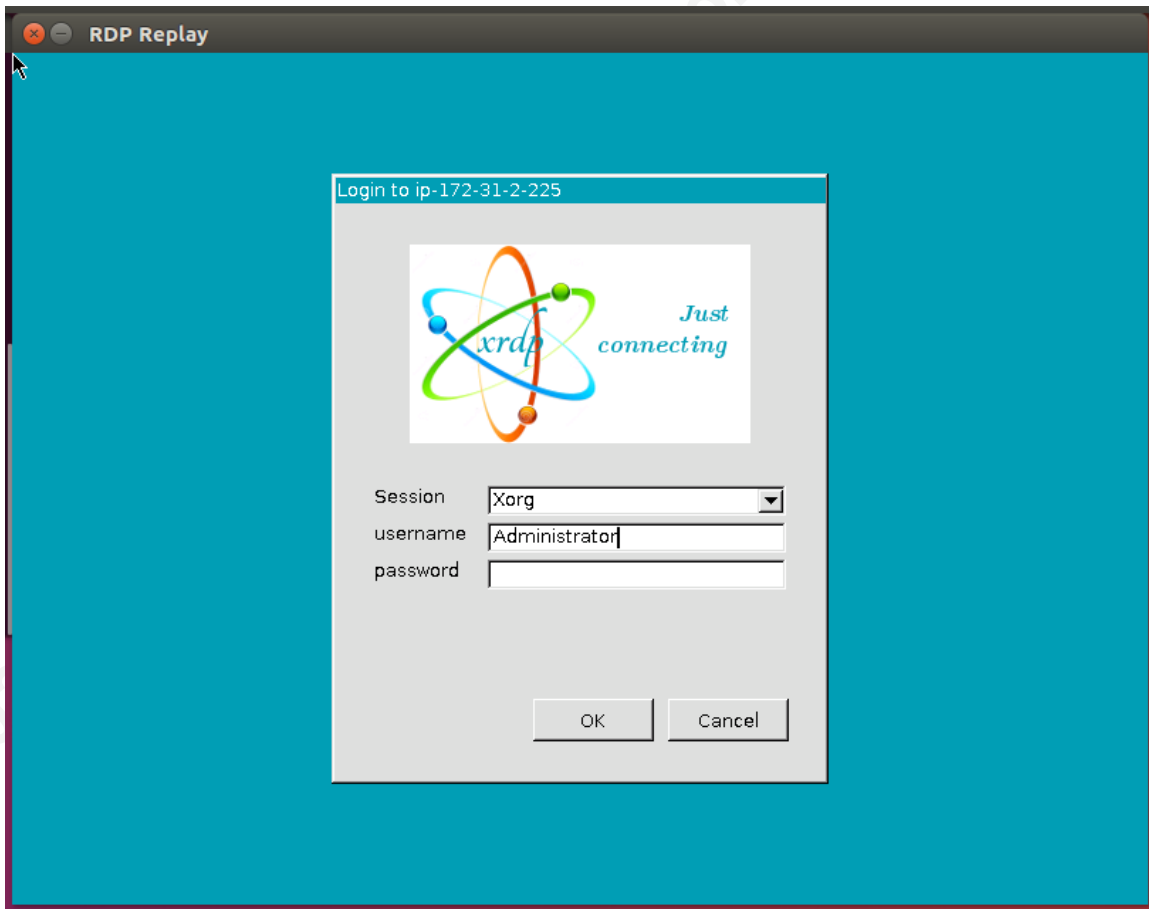 RDP Replay
Login to ip-172-31-2-225
xrdp
Just
connecting
Session Xorg
username Administrator
password
OK Cancel